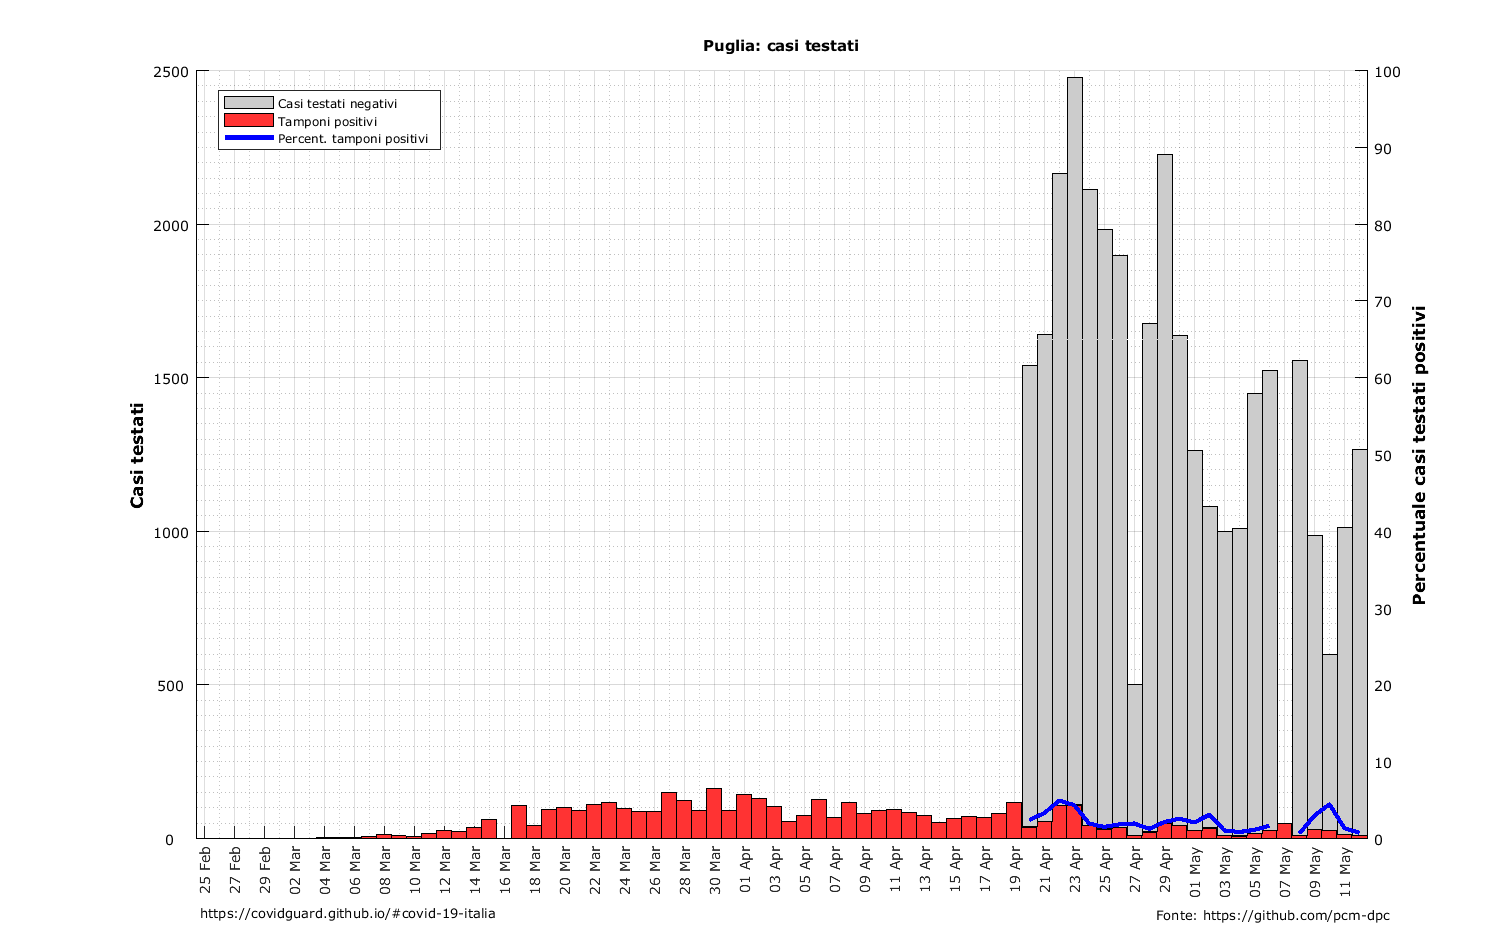 Puglia: casi testati
Casi testati negativi
Tamponi positivi
Percent. tamponi positivi
Casi testati
2500
2000
1500
1000
500
0
100
90
80
70
60
50
40
30
20
10
0
Percentuale casi testati positivi
25 Feb
27 Feb
29 Feb
02 Mar
04 Mar
06 Mar
08 Mar
10 Mar
12 Mar
14 Mar
16 Mar
18 Mar
20 Mar
22 Mar
24 Mar
26 Mar
28 Mar
30 Mar
01 Apr
03 Apr
05 Apr
07 Apr
09 Apr
11 Apr
13 Apr
15 Apr
17 Apr
19 Apr
21 Apr
23 Apr
25 Apr
27 Apr
29 Apr
01 May
03 May
05 May
07 May
09 May
11 May
https://covidguard.github.io/#covid-19-italia
Fonte: https://github.com/pcm-dpc